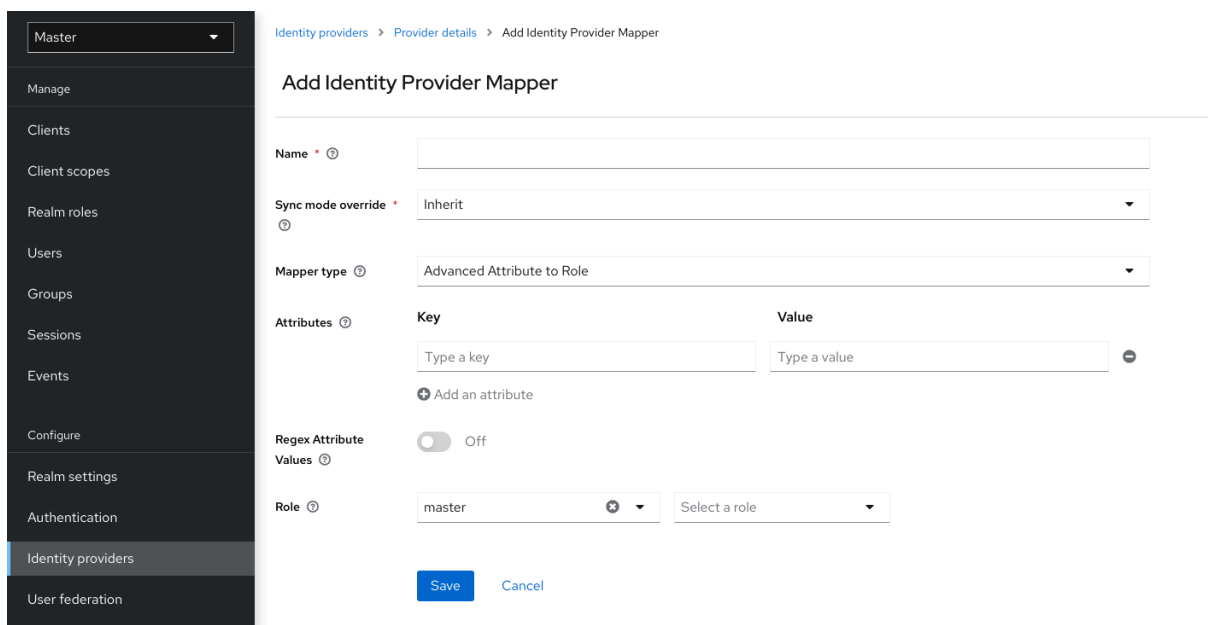 Master
Manage
Clients
Client scopes
Realm roles
Users
Groups
Sessions
Events
Configure
Realm settings
Authentication
Identity providers
User federation
Identity providers > Provider details > Add Identity Provider Mapper
Add Identity Provider Mapper
Name *
Sync mode override * Inherit
Mapper type Advanced Attribute to Role
Attributes Key Value
Type a key Type a value
Add an attribute
Regex Attribute
Values Off
Role master Select a role
Save Cancel